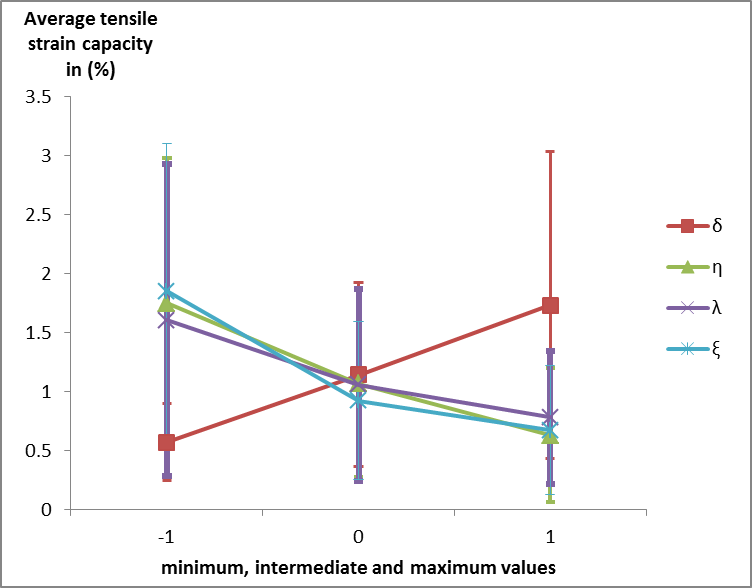 Average tensile
strain capacity
in (%)
3.5
3
2.5
2
1.5
1
0.5
0
-1
0
1
minimum, intermediate and maximum values
δ
η
λ
ξ